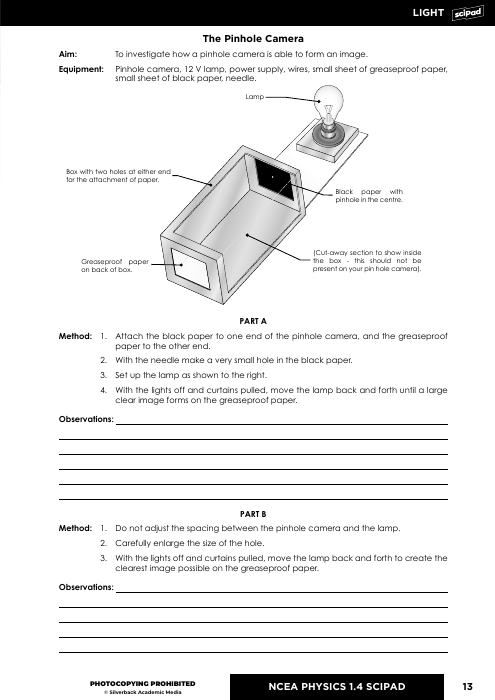 LIGHT scipad
The Pinhole Camera
Aim: To investigate how a pinhole camera is able to form an image.
Equipment: Pinhole camera, 12 V lamp, power supply, wires, small sheet of greaseproof paper,
small sheet of black paper, needle.
Lamp
Box with two holes at either end
for the attachment of paper.
Black paper with
pinhole in the centre.
Greaseproof paper
on back of box.
(Cut-away section to show inside
the box - this should not be
present on your pin hole camera).
PART A
Method: 1. Attach the black paper to one end of the pinhole camera, and the greaseproof
paper to the other end.
2. With the needle make a very small hole in the black paper.
3. Set up the lamp as shown to the right.
4. With the lights off and curtains pulled, move the lamp back and forth until a large
clear image forms on the greaseproof paper.
Observations:
PART B
Method: 1. Do not adjust the spacing between the pinhole camera and the lamp.
2. Carefully enlarge the size of the hole.
3. With the lights off and curtains pulled, move the lamp back and forth to create the
clearest image possible on the greaseproof paper.
Observations:
PHOTOCOPYING PROHIBITED
© Silverback Academic Media
NCEA PHYSICS 1.4 SCIPAD
13